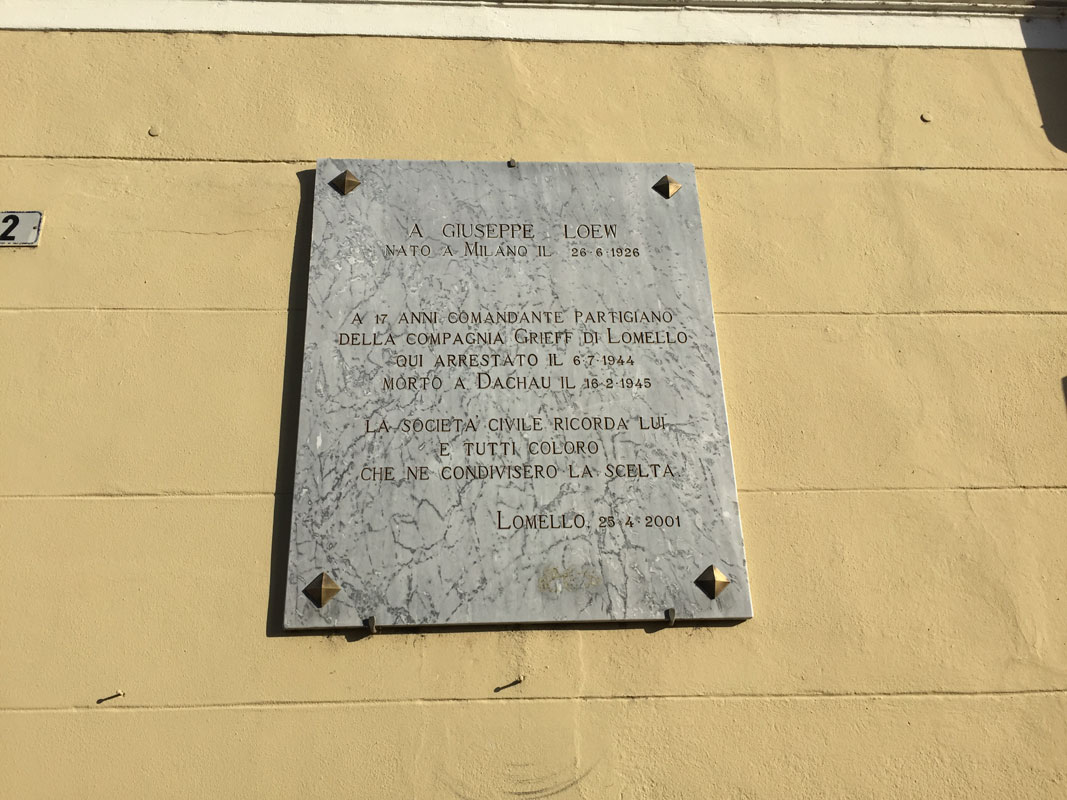 2
A GIUSEPPE LOEW
NATO A MILANO IL 26·6·1926
A 17 ANNI COMANDANTE PARTIGIANO
DELLA COMPAGNIA GRIEFF DI LOMELLO
QUI ARRESTATO IL 6·7·1944
MORTO A DACHAU IL 16·2·1945
LA SOCIETA' CIVILE RICORDA LUI
E TUTTI COLORO
CHE NE CONDIVISERO LA SCELTA.
LOMELLO, 25·4·2001